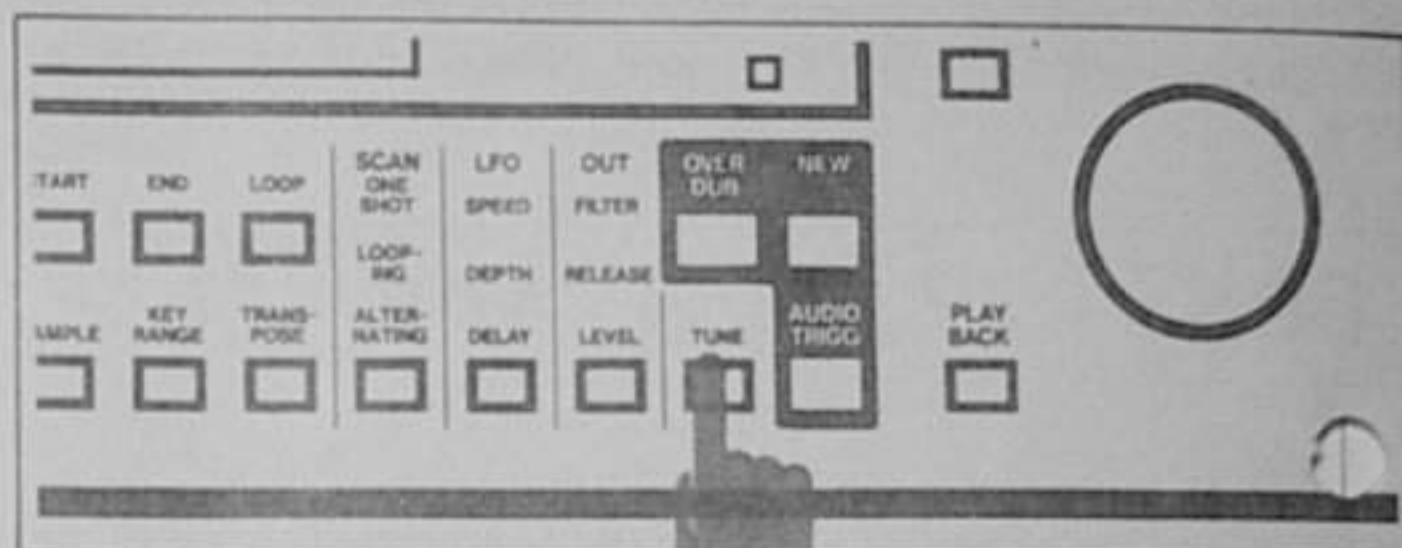 SCAN
ONE
SHOT
LOOP-
ING
LFO
SPEED
DEPTH
OUT
FILTER
RELEASE
OVER
DUB
NEW
TART
END
LOOP
AMPLE
KEY
RANGE
TRANS-
POSE
ALTER-
NATING
DELAY
LEVEL
TUNE
AUDIO
TRIGG
PLAY
BACK